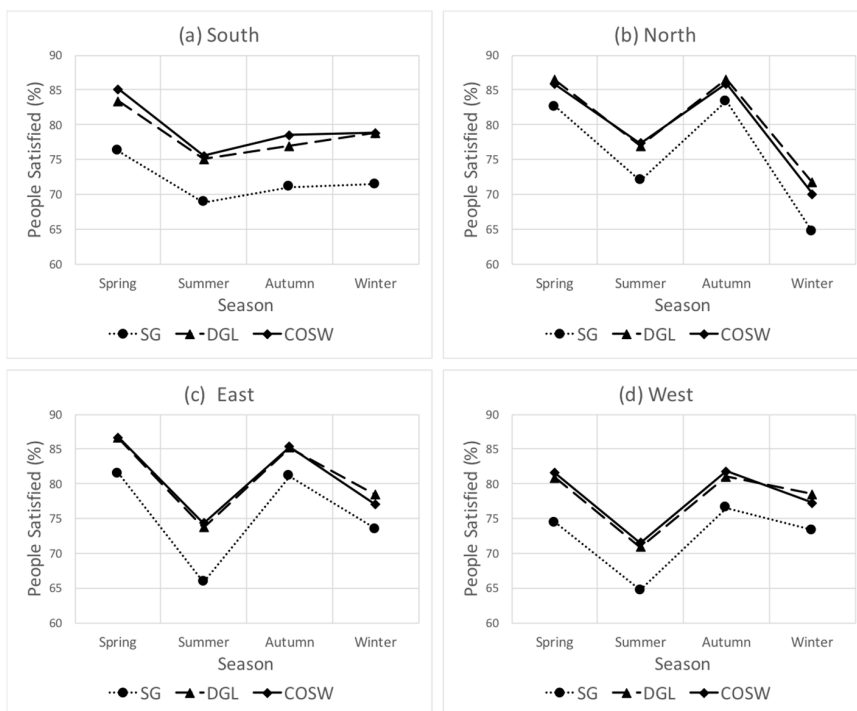 (a) South
People Satisfied (%)
90
85
80
75
70
65
60
Spring Summer Autumn Winter
Season
SG DGL COSW
(b) North
People Satisfied (%)
90
85
80
75
70
65
60
Spring Summer Autumn Winter
Season
SG DGL COSW
(c) East
People Satisfied (%)
90
85
80
75
70
65
60
Spring Summer Autumn Winter
Season
SG DGL COSW
(d) West
People Satisfied (%)
90
85
80
75
70
65
60
Spring Summer Autumn Winter
Season
SG DGL COSW